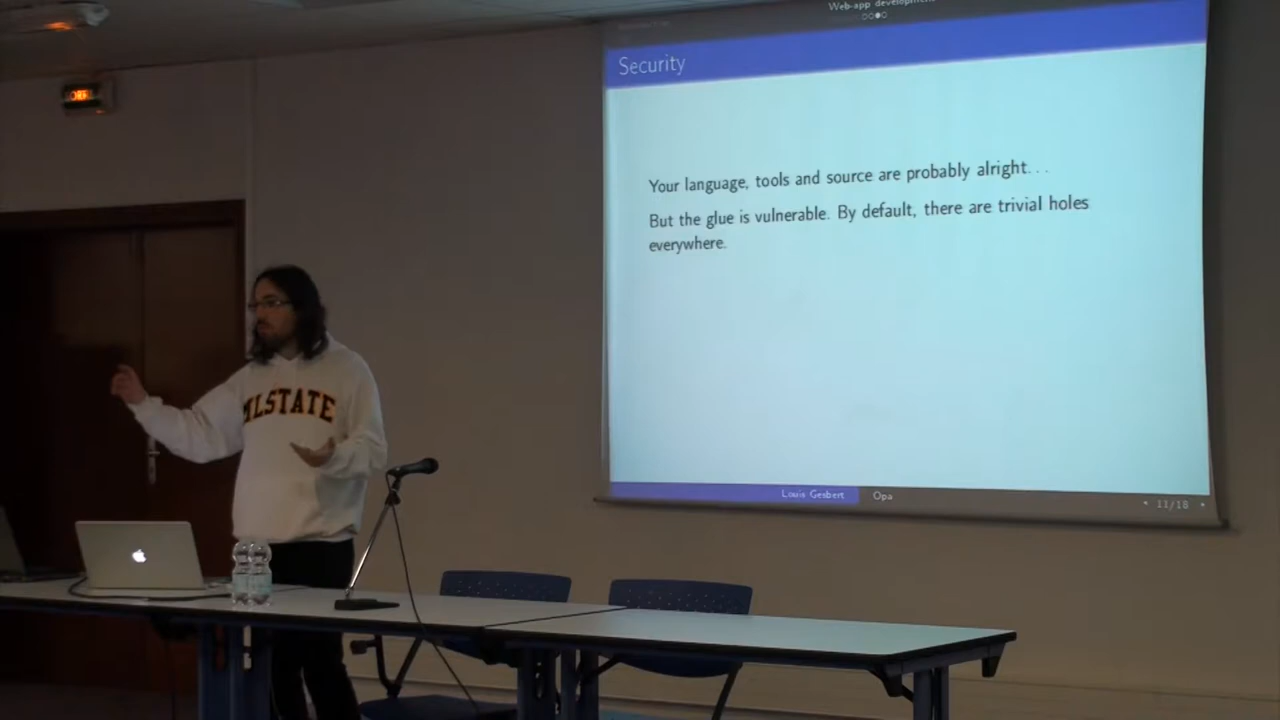 Web-app development
Security
Your language, tools and source are probably alright...
But the glue is vulnerable. By default, there are trivial holes
everywhere.
MLSTATE
Louis Gesbert
Opa
11/18